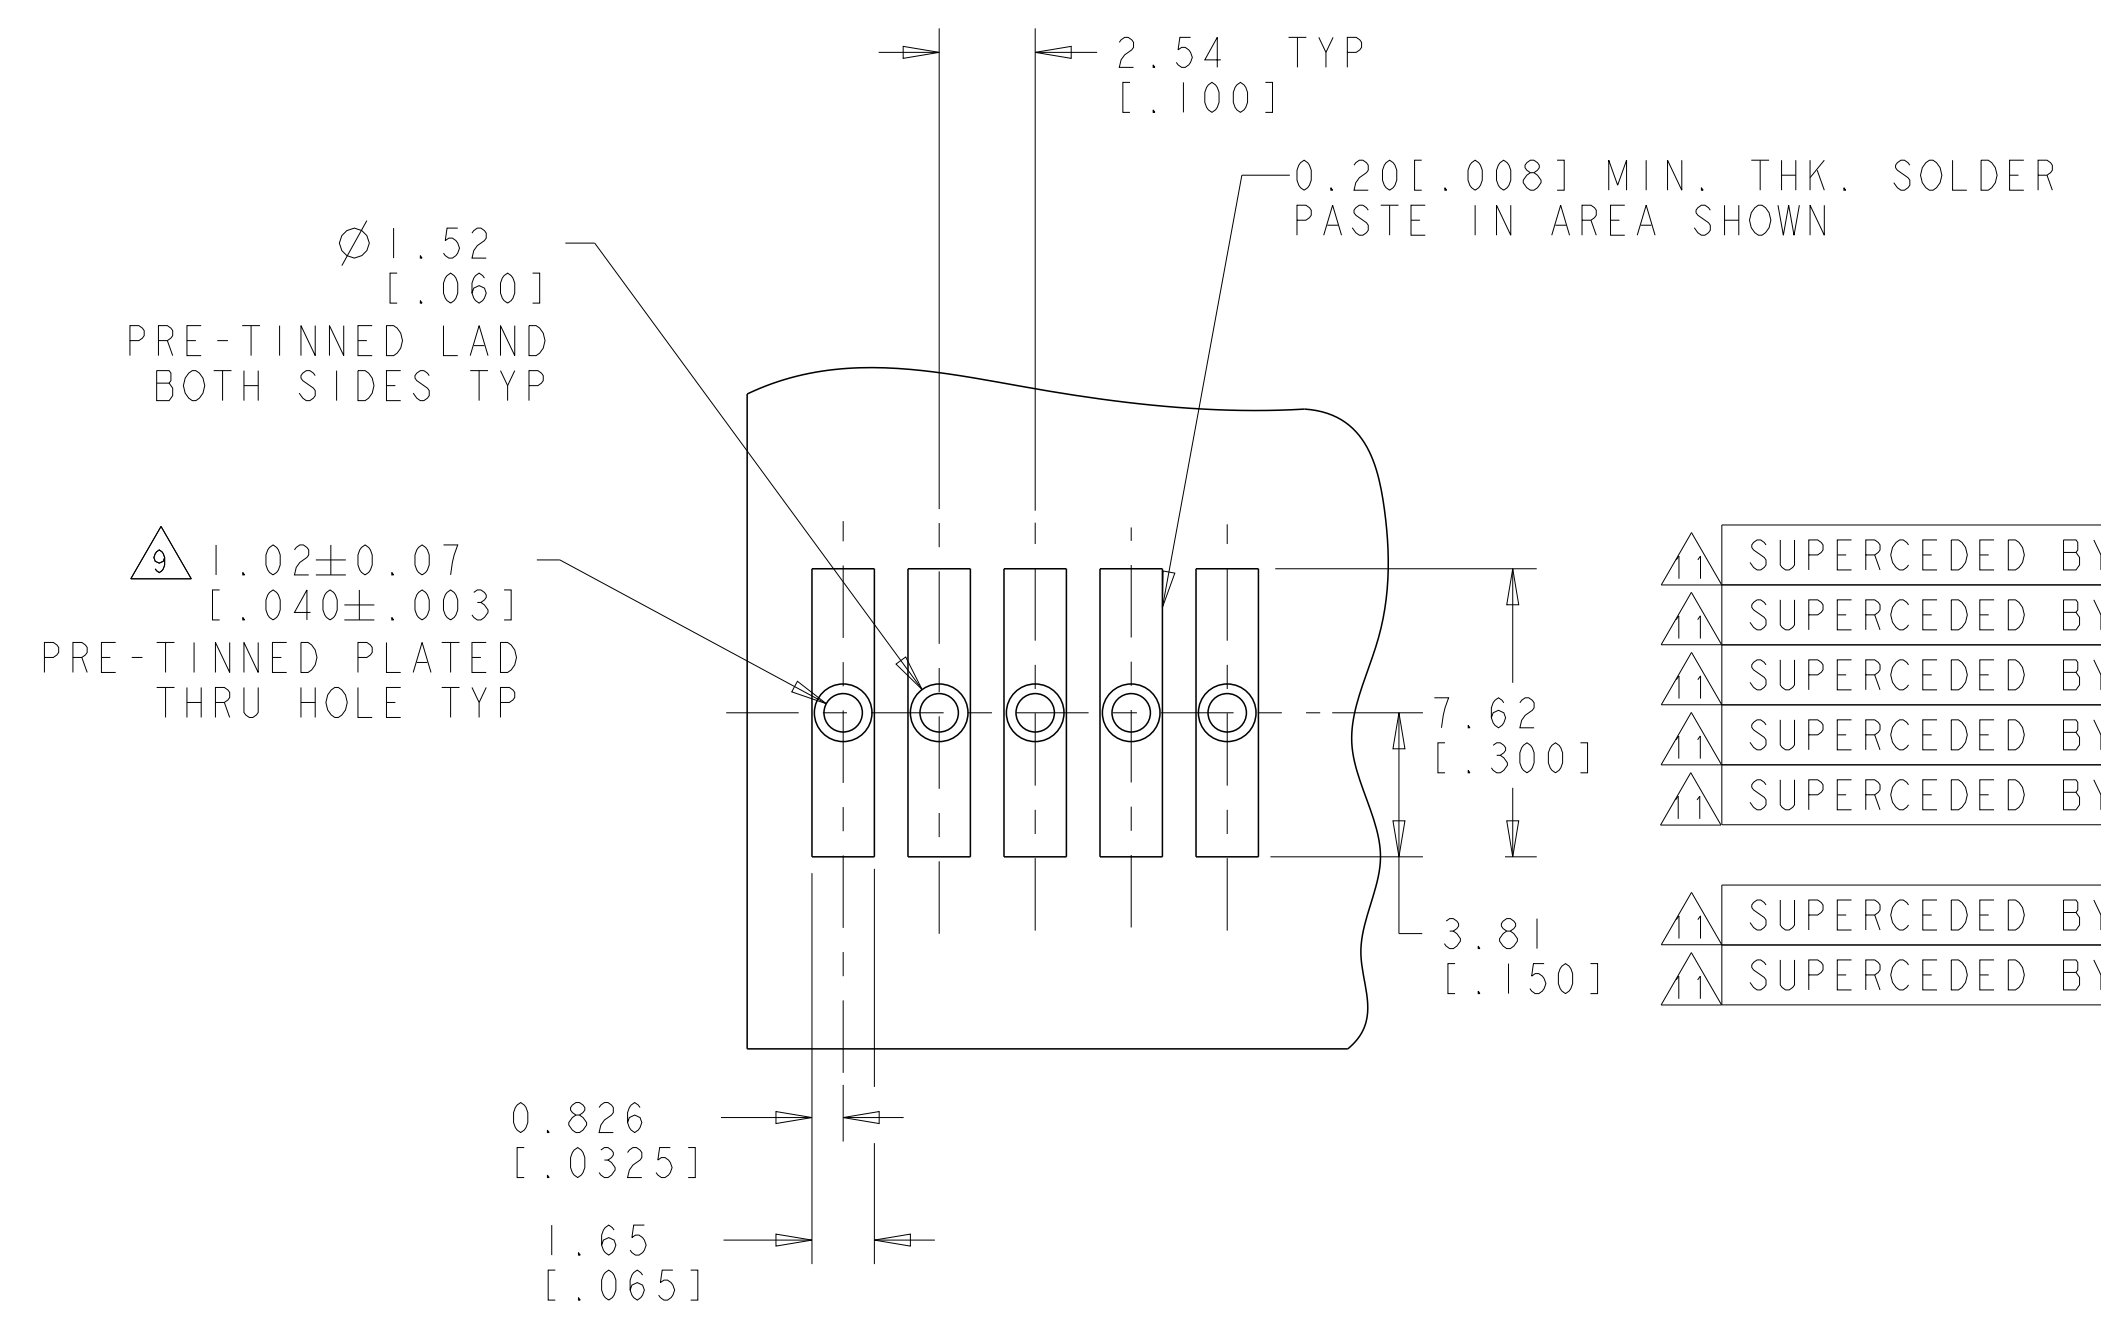 2.54 TYP
[.100]
0.20[.008] MIN. THK. SOLDER
PASTE IN AREA SHOWN
Ø1.52
[.060]
PRE-TINNED LAND
BOTH SIDES TYP
9 1.02±0.07
[.040±.003]
PRE-TINNED PLATED
THRU HOLE TYP
11 SUPERCEDED BY
11 SUPERCEDED BY
11 SUPERCEDED BY
11 SUPERCEDED BY
11 SUPERCEDED BY
7.62
[.300]
11 SUPERCEDED BY
11 SUPERCEDED BY
3.81
[.150]
0.826
[.0325]
1.65
[.065]